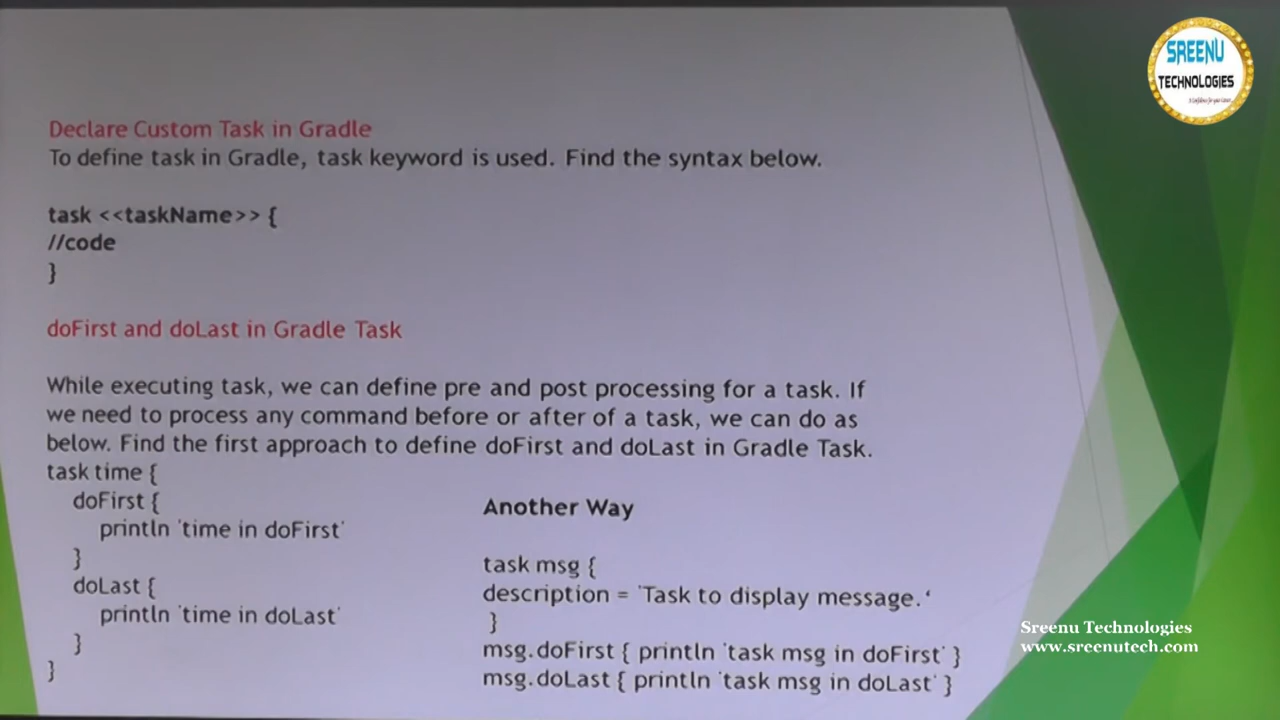 SREENU
TECHNOLOGIES
Declare Custom Task in Gradle
To define task in Gradle, task keyword is used. Find the syntax below.
task <<taskName>> {
//code
}
doFirst and doLast in Gradle Task
While executing task, we can define pre and post processing for a task. If
we need to process any command before or after of a task, we can do as
below. Find the first approach to define doFirst and doLast in Gradle Task.
task time {
doFirst {
println 'time in doFirst'
}
doLast {
println 'time in doLast'
}
}
Another Way
task msg {
description = 'Task to display message.‘
}
msg.doFirst { println 'task msg in doFirst' }
msg.doLast { println 'task msg in doLast' }
Sreenu Technologies
www.sreenutech.com